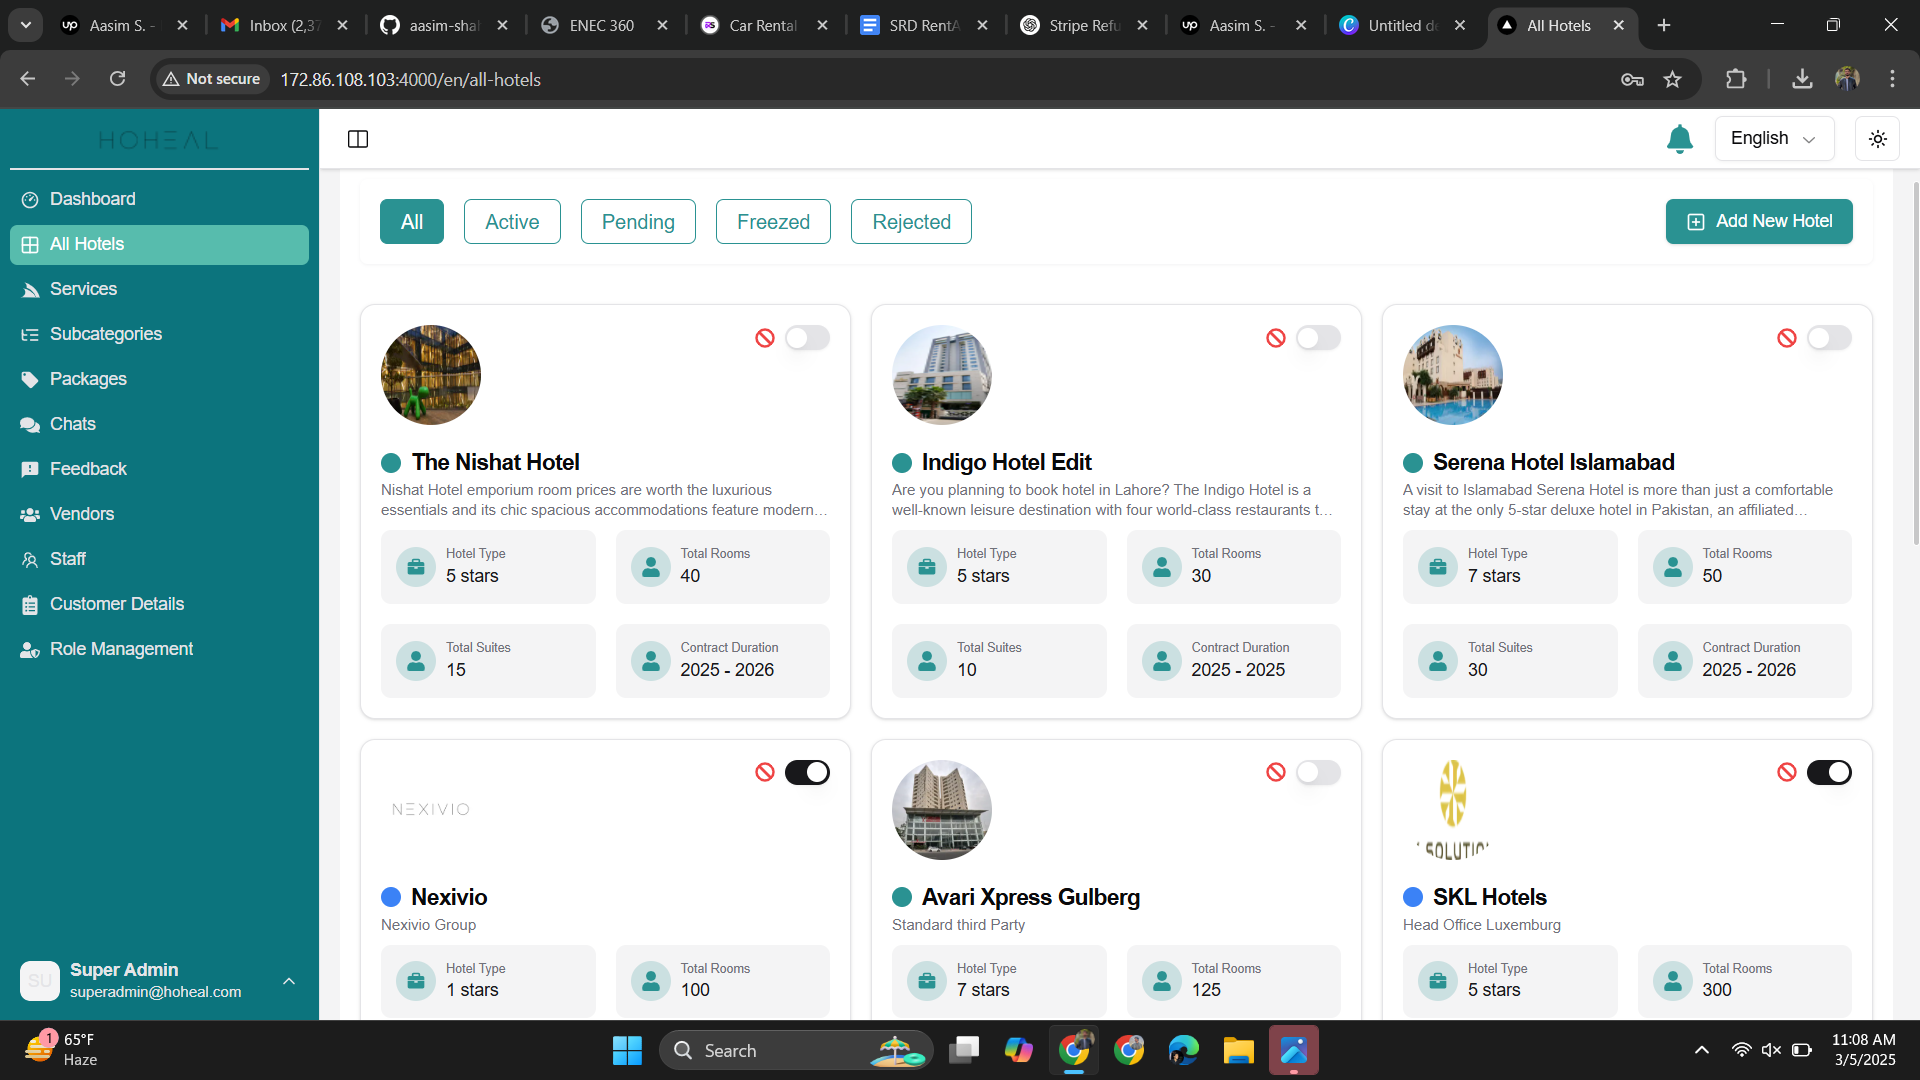 Aasim S. -
Inbox (2,37
aasim-shah
ENEC 360
Car Rental
SRD RentA
Stripe Refu
Aasim S. -
Untitled de
All Hotels
Not secure
172.86.108.103:4000/en/all-hotels
HOHEAL
English
Dashboard
All Hotels
Services
Subcategories
Packages
Chats
Feedback
Vendors
Staff
Customer Details
Role Management
SU
Super Admin
superadmin@hoheal.com
All
Active
Pending
Freezed
Rejected
Add New Hotel
The Nishat Hotel
Nishat Hotel emporium room prices are worth the luxurious
essentials and its chic spacious accommodations feature modern...
Hotel Type
5 stars
Total Rooms
40
Total Suites
15
Contract Duration
2025 - 2026
Indigo Hotel Edit
Are you planning to book hotel in Lahore? The Indigo Hotel is a
well-known leisure destination with four world-class restaurants t...
Hotel Type
5 stars
Total Rooms
30
Total Suites
10
Contract Duration
2025 - 2025
Serena Hotel Islamabad
A visit to Islamabad Serena Hotel is more than just a comfortable
stay at the only 5-star deluxe hotel in Pakistan, an affiliated...
Hotel Type
7 stars
Total Rooms
50
Total Suites
30
Contract Duration
2025 - 2026
NEXIVIO
Nexivio
Nexivio Group
Hotel Type
1 stars
Total Rooms
100
Avari Xpress Gulberg
Standard third Party
Hotel Type
7 stars
Total Rooms
125
SOLUTIO
SKL Hotels
Head Office Luxemburg
Hotel Type
5 stars
Total Rooms
300
1
65°F
Haze
Search
11:08 AM
3/5/2025